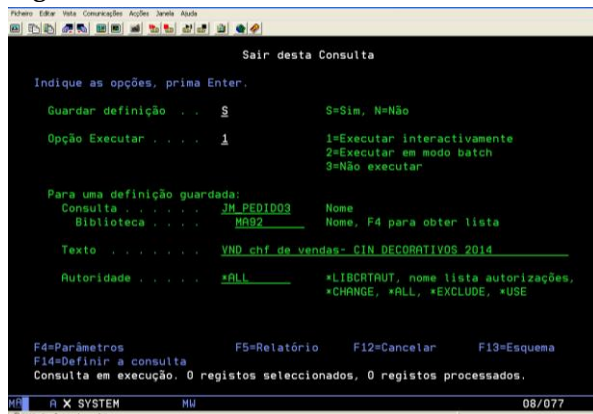 Ficheiro Editar Vista Comunicações Acções Janela Ajuda
Sair desta Consulta
Indique as opções, prima Enter.
Guardar definição . . S S=Sim, N=Não
Opção Executar . . . . 1 1=Executar interactivamente
2=Executar em modo batch
3=Não executar
Para uma definição guardada:
Consulta . . . . . . JM_PEDIDO3 Nome
Biblioteca . . . . MA92 Nome, F4 para obter lista
Texto . . . . . . . VND chf de vendas- CIN DECORATIVOS 2014
Autoridade . . . . . *ALL *LIBCRTAUT, nome lista autorizações,
*CHANGE, *ALL, *EXCLUDE, *USE
F4=Parâmetros F5=Relatório F12=Cancelar F13=Esquema
F14=Definir a consulta
Consulta em execução. 0 registos seleccionados, 0 registos processados.
MA A X SYSTEM MW 08/077